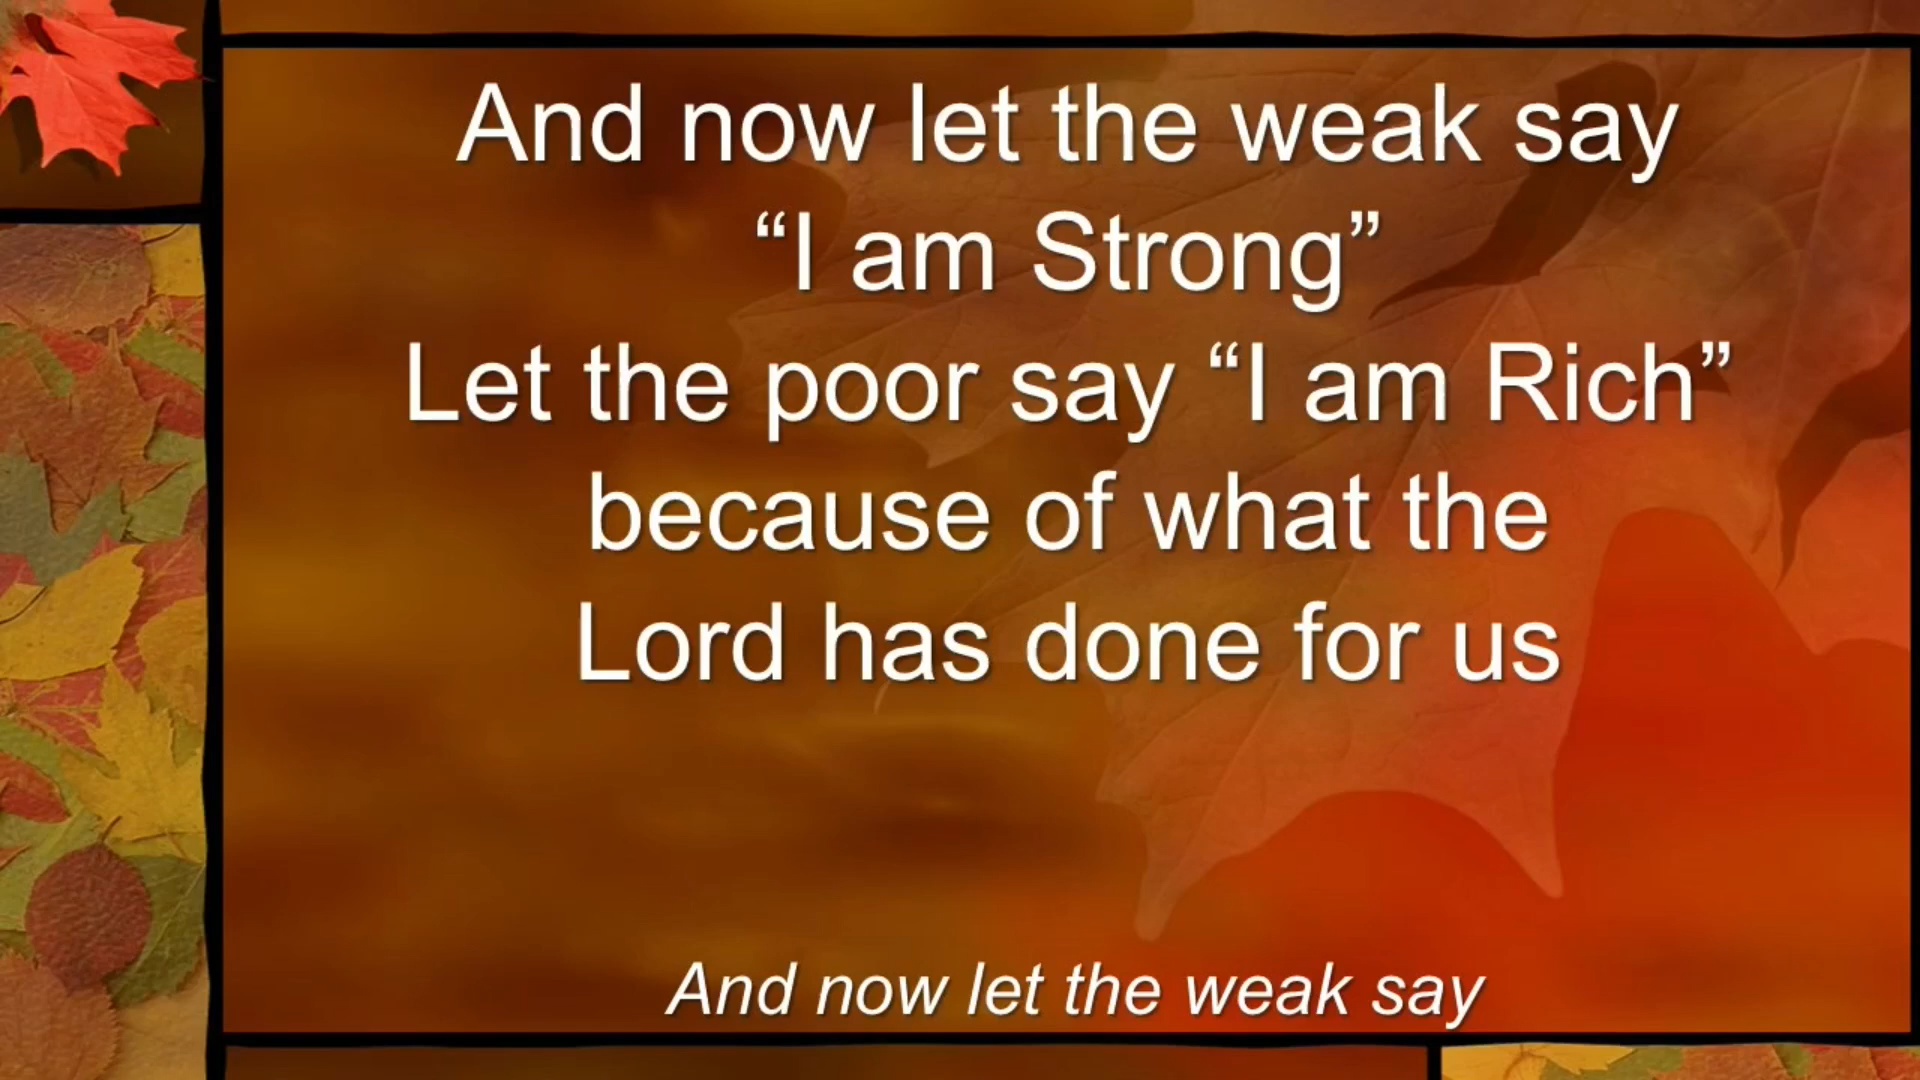 And now let the weak say
“I am Strong”
Let the poor say “I am Rich”
because of what the
Lord has done for us
And now let the weak say